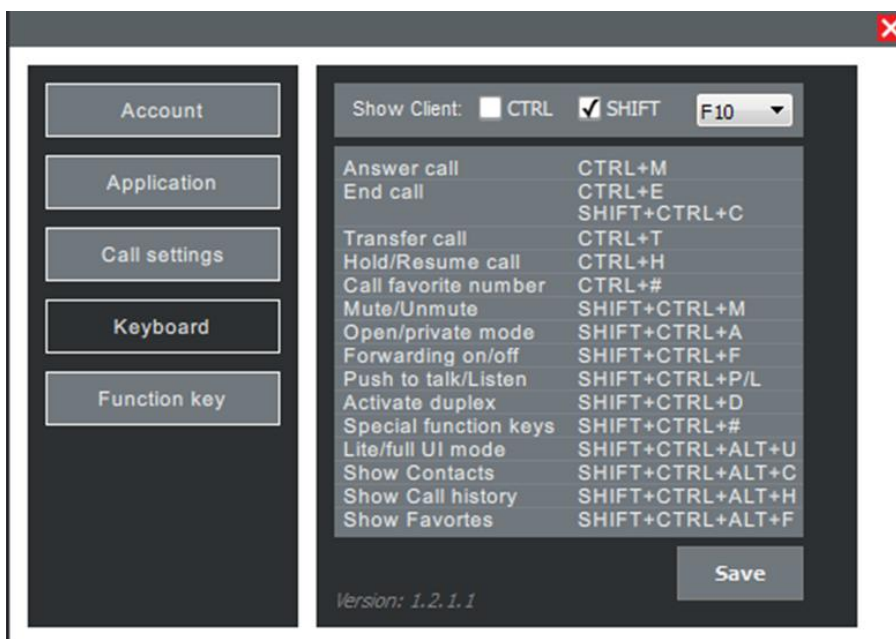 Account
Application
Call settings
Keyboard
Function key
Show Client: CTRL SHIFT F10
Answer call CTRL+M
End call CTRL+E
SHIFT+CTRL+C
Transfer call CTRL+T
Hold/Resume call CTRL+H
Call favorite number CTRL+#
Mute/Unmute SHIFT+CTRL+M
Open/private mode SHIFT+CTRL+A
Forwarding on/off SHIFT+CTRL+F
Push to talk/Listen SHIFT+CTRL+P/L
Activate duplex SHIFT+CTRL+D
Special function keys SHIFT+CTRL+#
Lite/full UI mode SHIFT+CTRL+ALT+U
Show Contacts SHIFT+CTRL+ALT+C
Show Call history SHIFT+CTRL+ALT+H
Show Favortes SHIFT+CTRL+ALT+F
Save
Version: 1.2.1.1